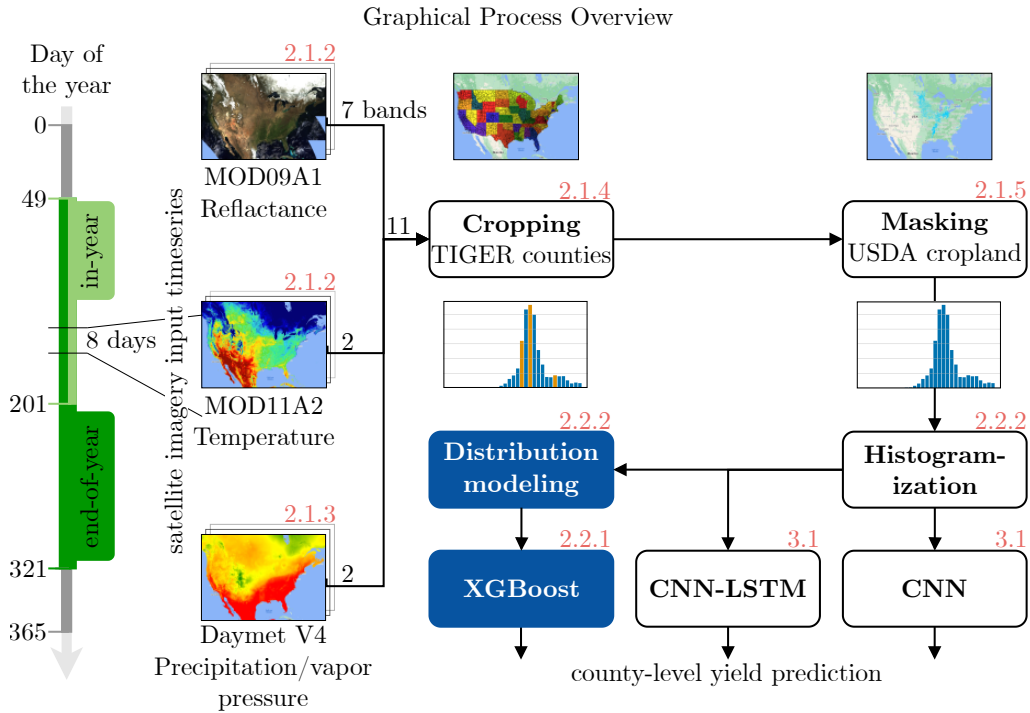 Graphical Process Overview
Day of
the year
0
49
201
321
365
in-year
end-of-year
8 days
satellite imagery input timeseries
2.1.2
7 bands
MOD09A1
Reflactance
2.1.2
2
MOD11A2
Temperature
2.1.3
2
Daymet V4
Precipitation/vapor
pressure
11
2.1.4
Cropping
TIGER counties
2.1.5
Masking
USDA cropland
2.2.2
Distribution
modeling
2.2.2
Histogram-
ization
2.2.1
XGBoost
3.1
CNN-LSTM
3.1
CNN
county-level yield prediction